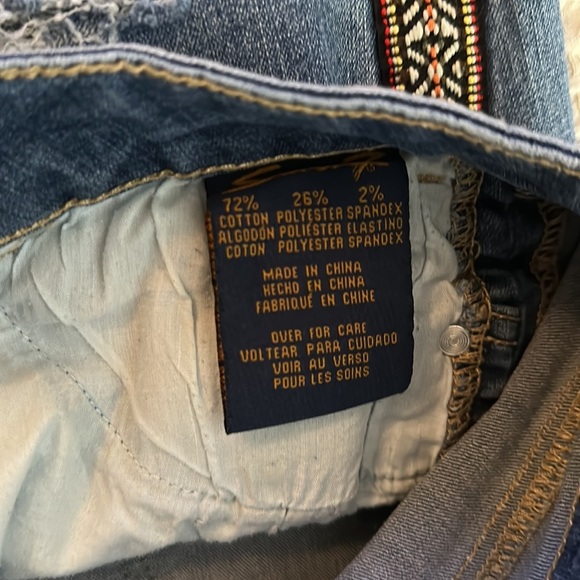 72% 26% 2%
COTTON POLYESTER SPANDEX
ALGODÓN POLIÉSTER ELASTINO
COTON POLYESTER SPANDEX
MADE IN CHINA
HECHO EN CHINA
FABRIQUÉ EN CHINE
OVER FOR CARE
VOLTEAR PARA CUIDADO
VOIR AU VERSO
POUR LES SOINS